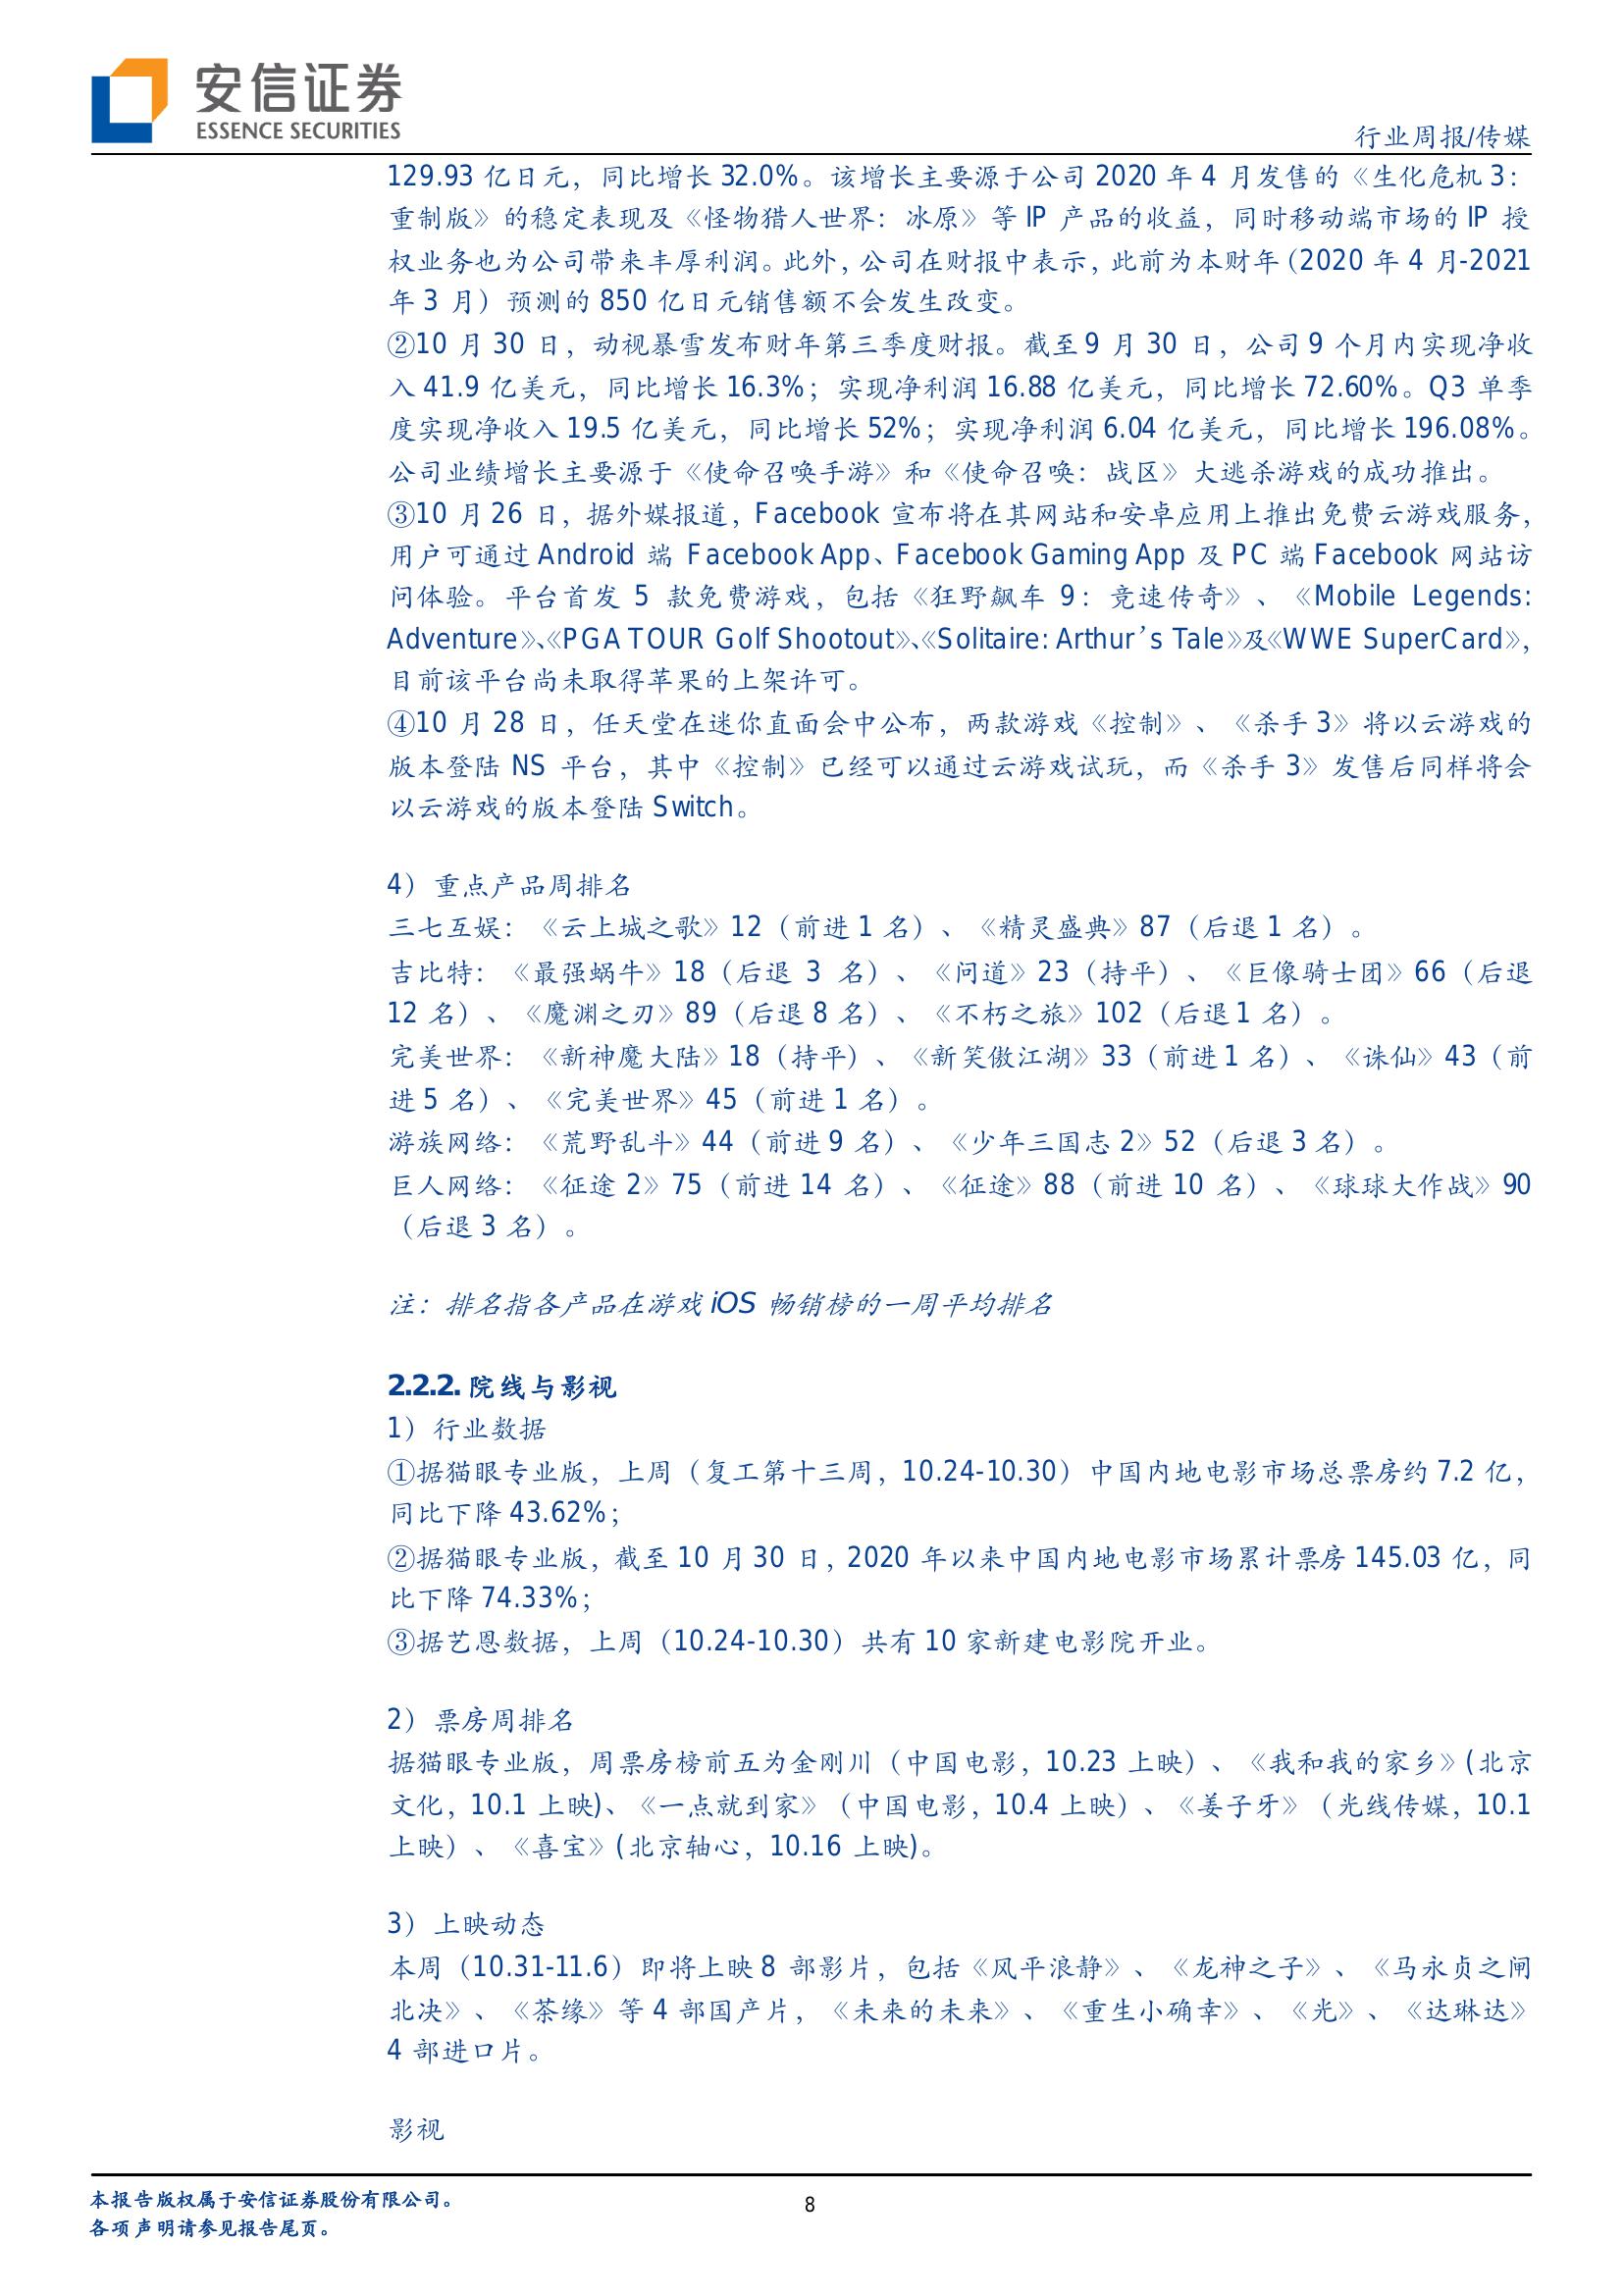 安信证券
ESSENCE SECURITIES
行业周报/传媒
129.93 亿日元，同比增长 32.0%。该增长主要源于公司 2020 年 4 月发售的《生化危机 3：
重制版》的稳定表现及《怪物猎人世界：冰原》等 IP 产品的收益，同时移动端市场的 IP 授
权业务也为公司带来丰厚利润。此外，公司在财报中表示，此前为本财年（2020 年 4 月-2021
年 3 月）预测的 850 亿日元销售额不会发生改变。
②10 月 30 日，动视暴雪发布财年第三季度财报。截至 9 月 30 日，公司 9 个月内实现净收
入 41.9 亿美元，同比增长 16.3%；实现净利润 16.88 亿美元，同比增长 72.60%。Q3 单季
度实现净收入 19.5 亿美元，同比增长 52%；实现净利润 6.04 亿美元，同比增长 196.08%。
公司业绩增长主要源于《使命召唤手游》和《使命召唤：战区》大逃杀游戏的成功推出。
③10 月 26 日，据外媒报道，Facebook 宣布将在其网站和安卓应用上推出免费云游戏服务，
用户可通过 Android 端 Facebook App、Facebook Gaming App 及 PC 端 Facebook 网站访
问体验。平台首发 5 款免费游戏，包括《狂野飙车 9：竞速传奇》、《Mobile Legends:
Adventure》、《PGA TOUR Golf Shootout》、《Solitaire: Arthur’s Tale》及《WWE SuperCard》，
目前该平台尚未取得苹果的上架许可。
④10 月 28 日，任天堂在迷你直面会中公布，两款游戏《控制》、《杀手 3》将以云游戏的
版本登陆 NS 平台，其中《控制》已经可以通过云游戏试玩，而《杀手 3》发售后同样将会
以云游戏的版本登陆 Switch。
4）重点产品周排名
三七互娱：《云上城之歌》12（前进 1 名）、《精灵盛典》87（后退 1 名）。
吉比特：《最强蜗牛》18（后退 3 名）、《问道》23（持平）、《巨像骑士团》66（后退
12 名）、《魔渊之刃》89（后退 8 名）、《不朽之旅》102（后退 1 名）。
完美世界：《新神魔大陆》18（持平）、《新笑傲江湖》33（前进 1 名）、《诛仙》43（前
进 5 名）、《完美世界》45（前进 1 名）。
游族网络：《荒野乱斗》44（前进 9 名）、《少年三国志 2》52（后退 3 名）。
巨人网络：《征途 2》75（前进 14 名）、《征途》88（前进 10 名）、《球球大作战》90
（后退 3 名）。
注：排名指各产品在游戏 iOS 畅销榜的一周平均排名
2.2.2. 院线与影视
1）行业数据
①据猫眼专业版，上周（复工第十三周，10.24-10.30）中国内地电影市场总票房约 7.2 亿，
同比下降 43.62%；
②据猫眼专业版，截至 10 月 30 日，2020 年以来中国内地电影市场累计票房 145.03 亿，同
比下降 74.33%；
③据艺恩数据，上周（10.24-10.30）共有 10 家新建电影院开业。
2）票房周排名
据猫眼专业版，周票房榜前五为金刚川（中国电影，10.23 上映）、《我和我的家乡》(北京
文化，10.1 上映)、《一点就到家》（中国电影，10.4 上映）、《姜子牙》（光线传媒，10.1
上映）、《喜宝》(北京轴心，10.16 上映)。
3）上映动态
本周（10.31-11.6）即将上映 8 部影片，包括《风平浪静》、《龙神之子》、《马永贞之闸
北决》、《茶缘》等 4 部国产片，《未来的未来》、《重生小确幸》、《光》、《达琳达》
4 部进口片。
影视
本报告版权属于安信证券股份有限公司。
各项声明请参见报告尾页。
8